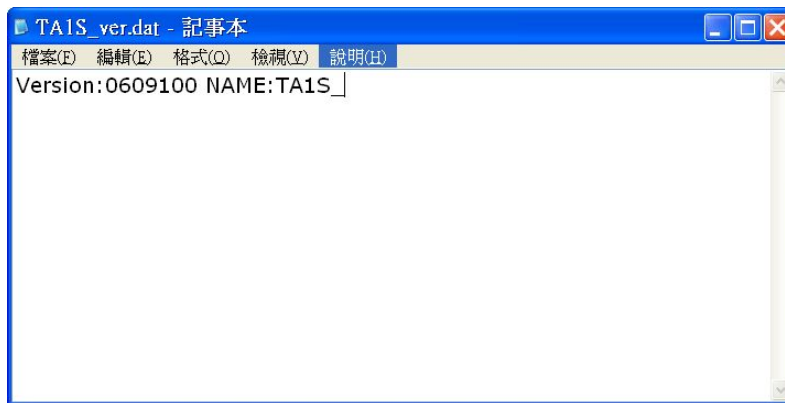 TA1S_ver.dat - 記事本
檔案(F) 編輯(E) 格式(O) 檢視(V) 說明(H)
Version:0609100 NAME:TA1S_